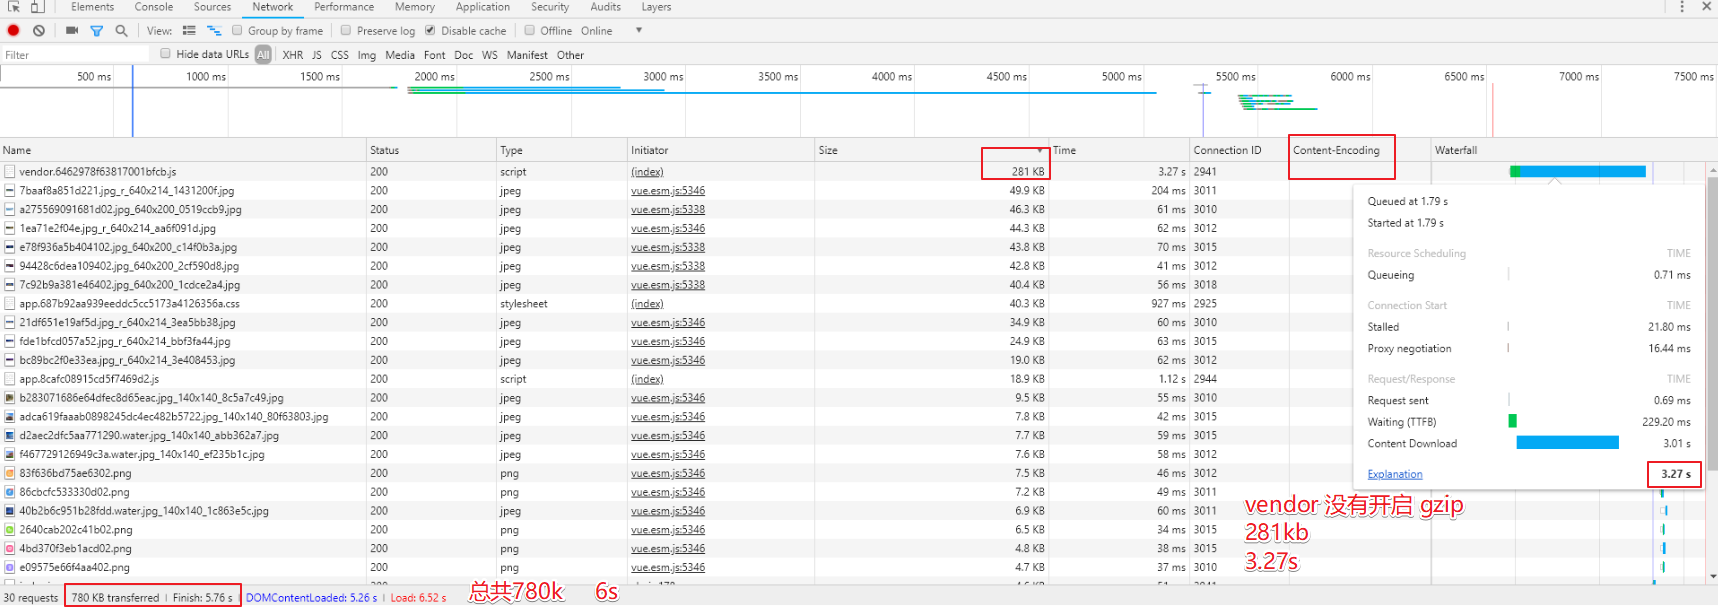 Elements Console Sources Network Performance Memory Application Security Audits Layers
View: Group by frame Preserve log Disable cache Offline Online
Filter Hide data URLs All XHR JS CSS Img Media Font Doc WS Manifest Other
500 ms 1000 ms 1500 ms 2000 ms 2500 ms 3000 ms 3500 ms 4000 ms 4500 ms 5000 ms 5500 ms 6000 ms 6500 ms 7000 ms 7500 ms
Name Status Type Initiator Size Time Connection ID Content-Encoding Waterfall
vendor.6462978f63817001bfcb.js 200 script (index) 281 KB 3.27 s 2941
7baaf8a851d221.jpg_r_640x214_1431200f.jpg 200 jpeg vue.esm.js:5346 49.9 KB 204 ms 3011
a275569091681d02.jpg_640x200_0519ccb9.jpg 200 jpeg vue.esm.js:5338 46.3 KB 61 ms 3010
1ea71e2f04e.jpg_r_640x214_aa6f091d.jpg 200 jpeg vue.esm.js:5346 44.3 KB 62 ms 3012
e78f936a5b404102.jpg_640x200_c14f0b3a.jpg 200 jpeg vue.esm.js:5338 43.8 KB 70 ms 3015
94428c6dea109402.jpg_640x200_2cf590d8.jpg 200 jpeg vue.esm.js:5338 42.8 KB 41 ms 3012
7c92b9a381e46402.jpg_640x200_1cdce2a4.jpg 200 jpeg vue.esm.js:5338 40.4 KB 56 ms 3018
app.687b92aa939eeddc5cc5173a4126356a.css 200 stylesheet (index) 40.3 KB 927 ms 2925
21df651e19af5d.jpg_r_640x214_3ea5bb38.jpg 200 jpeg vue.esm.js:5346 34.9 KB 60 ms 3010
fde1bfcd057a52.jpg_r_640x214_bbf3fa44.jpg 200 jpeg vue.esm.js:5346 24.9 KB 63 ms 3015
bc89bc2f0e33ea.jpg_r_640x214_3e408453.jpg 200 jpeg vue.esm.js:5346 19.0 KB 62 ms 3012
app.8cafc08915cd5f7469d2.js 200 script (index) 18.9 KB 1.12 s 2944
b283071686e64dfec8d65eac.jpg_140x140_8c5a7c49.jpg 200 jpeg vue.esm.js:5346 9.5 KB 55 ms 3010
adca619faaab0898245dc4ec482b5722.jpg_140x140_80f63803.jpg 200 jpeg vue.esm.js:5346 7.8 KB 42 ms 3015
d2aec2dfc5aa771290.water.jpg_140x140_abb362a7.jpg 200 jpeg vue.esm.js:5346 7.7 KB 59 ms 3015
f467729126949c3a.water.jpg_140x140_ef235b1c.jpg 200 jpeg vue.esm.js:5346 7.6 KB 58 ms 3012
83f636bd75ae6302.png 200 png vue.esm.js:5346 7.5 KB 46 ms 3012
86cbcfc533330d02.png 200 png vue.esm.js:5346 7.2 KB 49 ms 3011
40b2b6c951b28fdd.water.jpg_140x140_1c863e5c.jpg 200 jpeg vue.esm.js:5346 6.9 KB 60 ms 3011
2640cab202c41b02.png 200 png vue.esm.js:5346 6.5 KB 34 ms 3015
4bd370f3eb1acd02.png 200 png vue.esm.js:5346 4.8 KB 38 ms 3015
e09575e66f4aa402.png 200 png vue.esm.js:5346 4.7 KB 37 ms 3010
Queued at 1.79 s
Started at 1.79 s
Resource Scheduling TIME
Queueing 0.71 ms
Connection Start TIME
Stalled 21.80 ms
Proxy negotiation 16.44 ms
Request/Response TIME
Request sent 0.69 ms
Waiting (TTFB) 229.20 ms
Content Download 3.01 s
Explanation 3.27 s
vendor 没有开启 gzip
281kb
3.27s
30 requests | 780 KB transferred | Finish: 5.76 s | DOMContentLoaded: 5.26 s | Load: 6.52 s
总共780k 6s